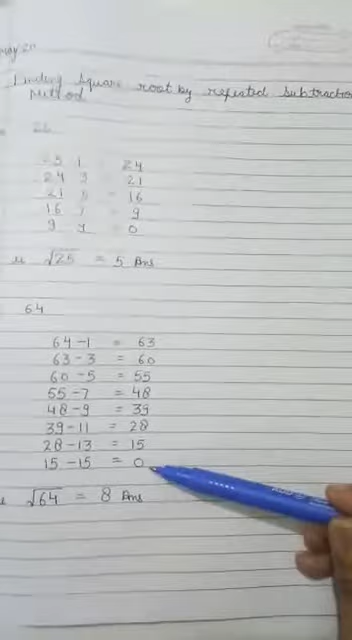 Finding Square root by repeated Subtraction
Method
25
25 1 24
24 3 21
21 5 = 16
16 7 = 9
9 9 = 0
√25 = 5 Ans
64
64-1 = 63
63-3 = 60
60-5 = 55
55-7 = 48
48-9 = 39
39-11 = 28
28-13 = 15
15-15 = 0
√64 = 8 Ans